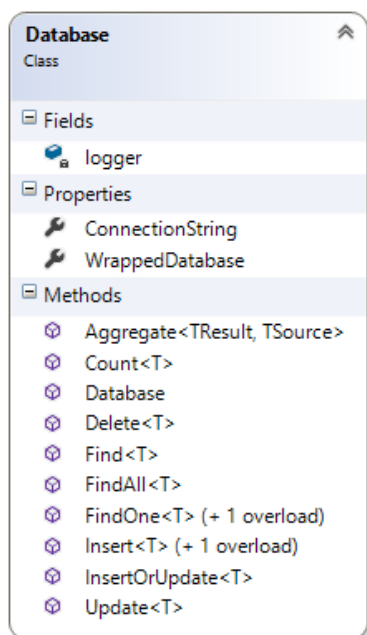 Database
Class
Fields
logger
Properties
ConnectionString
WrappedDatabase
Methods
Aggregate<TResult, TSource>
Count<T>
Database
Delete<T>
Find<T>
FindAll<T>
FindOne<T> (+ 1 overload)
Insert<T> (+ 1 overload)
InsertOrUpdate<T>
Update<T>